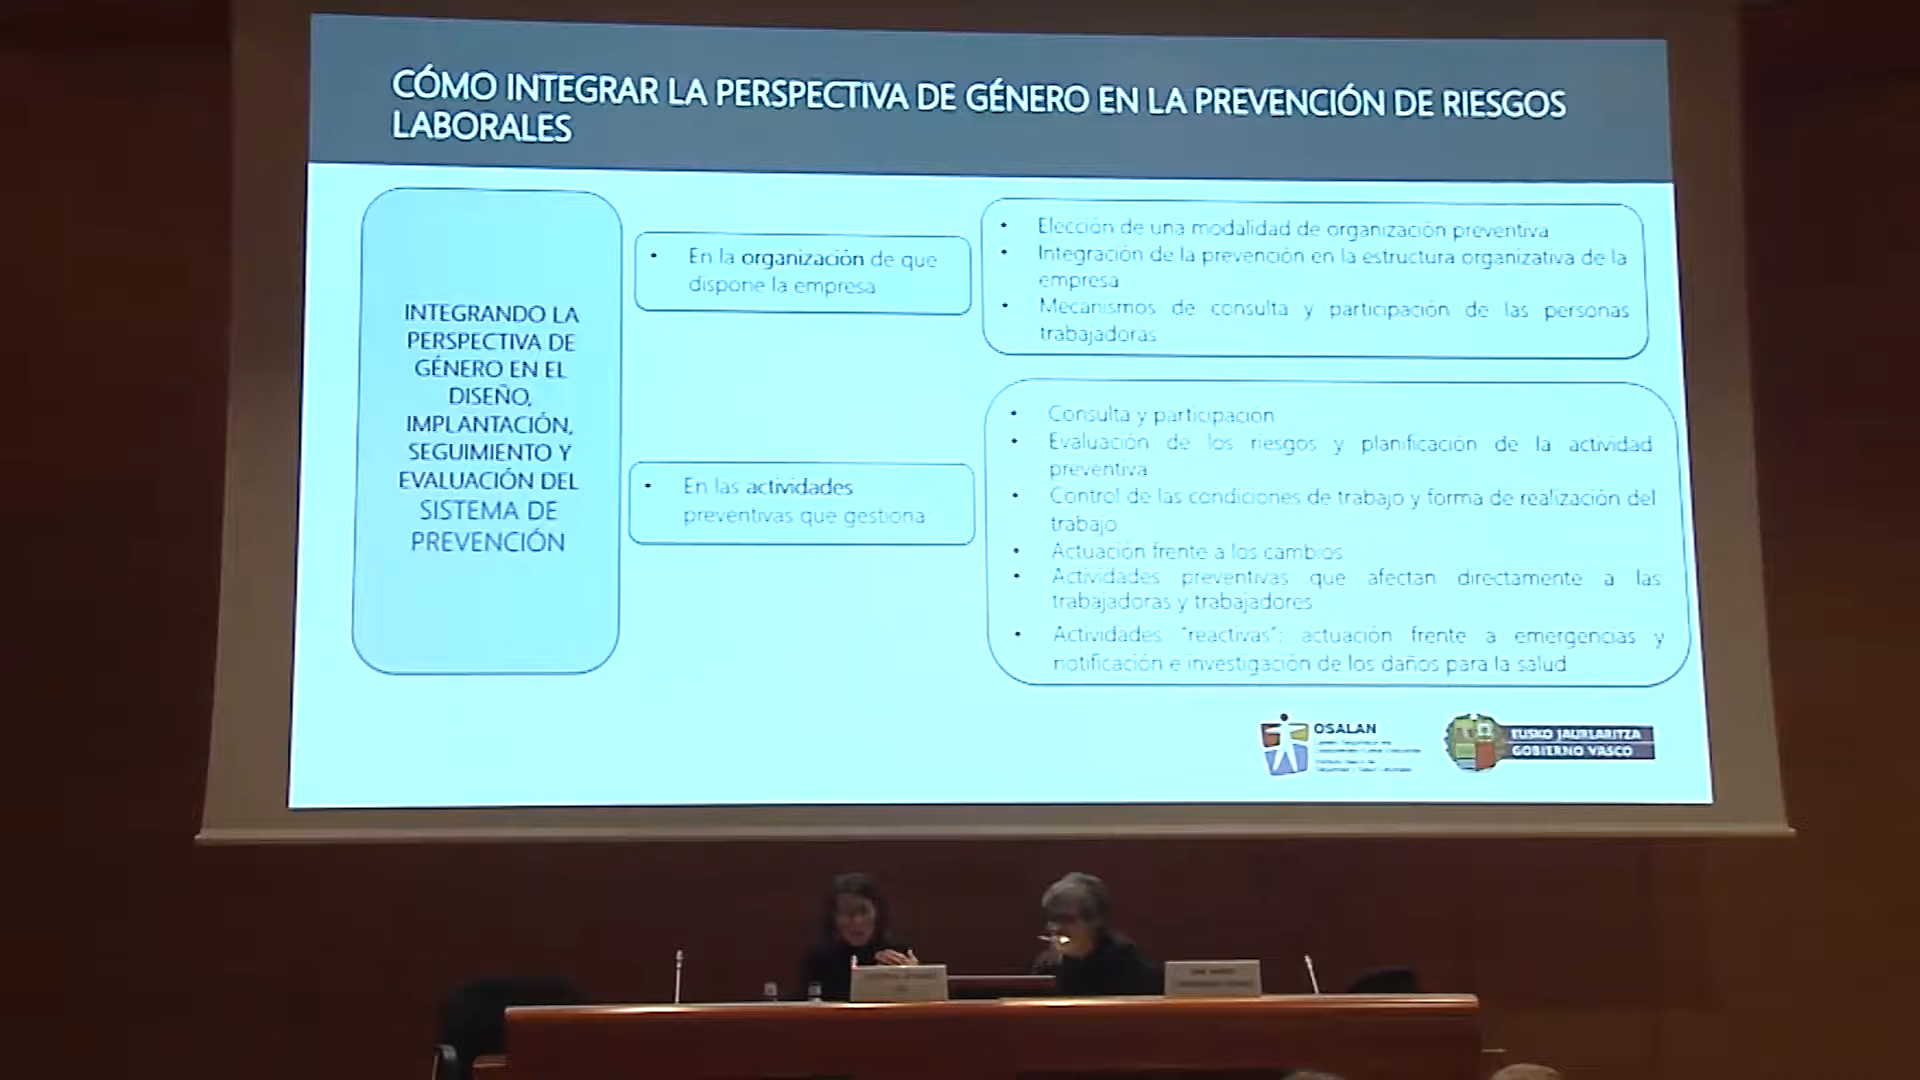 CÓMO INTEGRAR LA PERSPECTIVA DE GÉNERO EN LA PREVENCIÓN DE RIESGOS
LABORALES
INTEGRANDO LA
PERSPECTIVA DE
GÉNERO EN EL
DISEÑO,
IMPLANTACIÓN,
SEGUIMIENTO Y
EVALUACIÓN DEL
SISTEMA DE
PREVENCIÓN
• En la organización de que
dispone la empresa
• Elección de una modalidad de organización preventiva
• Integración de la prevención en la estructura organizativa de la
empresa
• Mecanismos de consulta y participación de las personas
trabajadoras
• En las actividades
preventivas que gestiona
• Consulta y participación
• Evaluación de los riesgos y planificación de la actividad
preventiva
• Control de las condiciones de trabajo y forma de realización del
trabajo
• Actuación frente a los cambios
• Actividades preventivas que afectan directamente a las
trabajadoras y trabajadores
• Actividades "reactivas": actuación frente a emergencias y
notificación e investigación de los daños para la salud
OSALAN
EUSKO JAURLARITZA
GOBIERNO VASCO